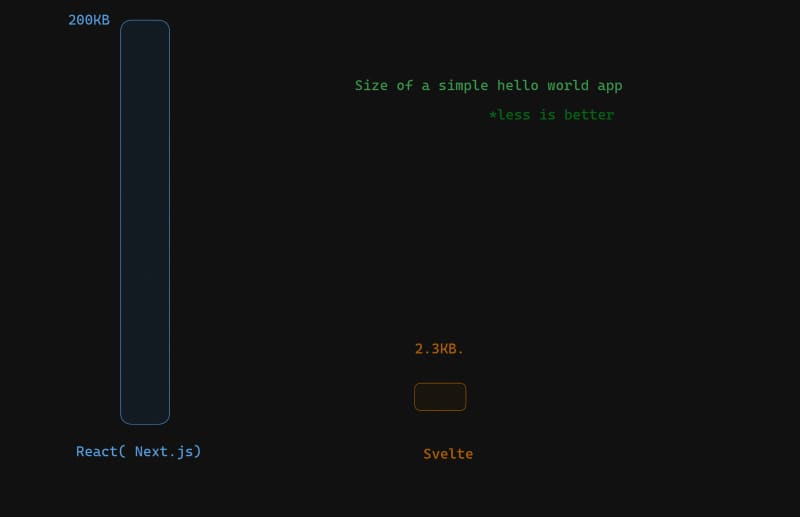 200KB
Size of a simple hello world app
*less is better
2.3KB.
React( Next.js)
Svelte